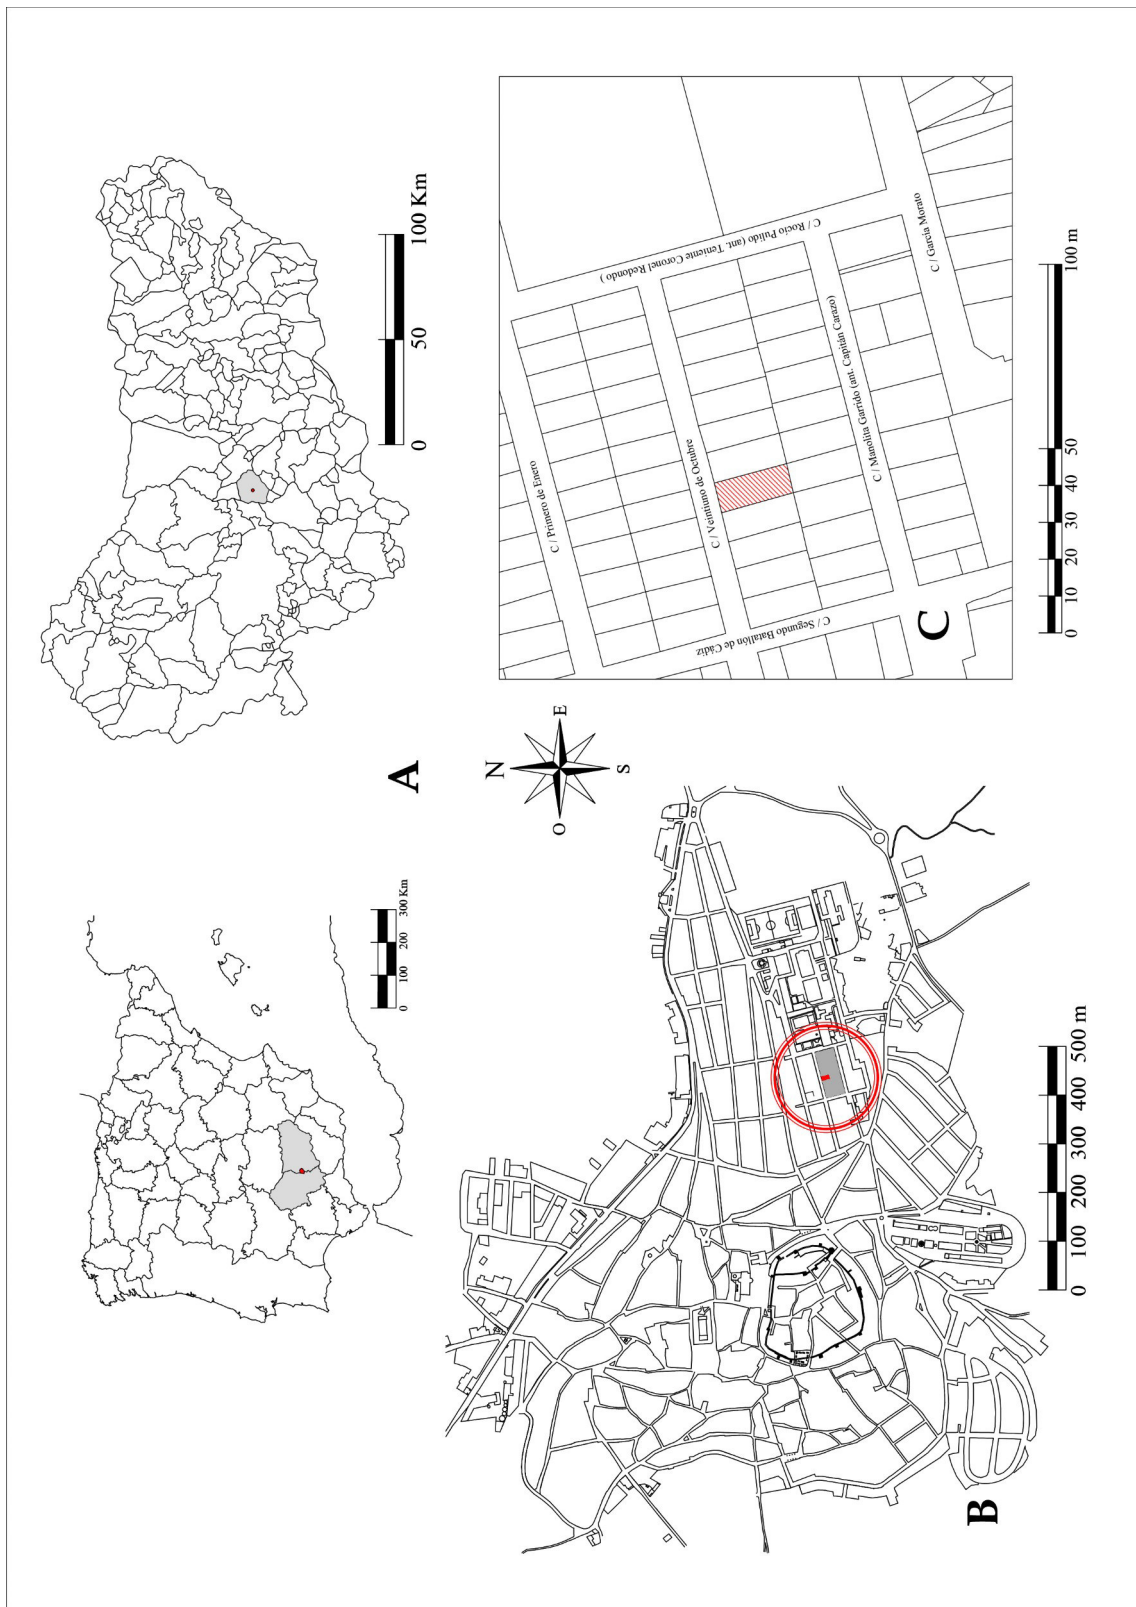 0 100 200 300 Km
A
0 50 100 Km
N
O E
S
B
0 100 200 300 400 500 m
C / Primero de Enero
C / Rocío Pulido (ant. Teniente Coronel Redondo )
C / Veintiuno de Octubre
C / Segundo Batallón de Cádiz
C / Manolita Garrido (ant. Capitán Carazo)
C / García Morato
C
0 10 20 30 40 50 100 m